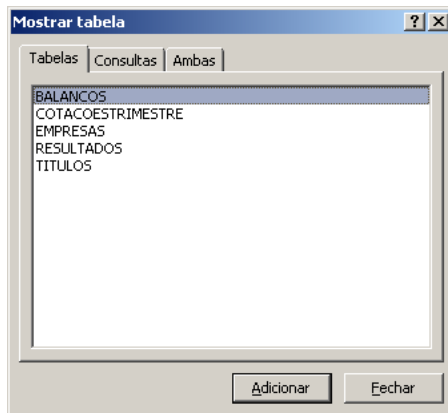 Mostrar tabela
Tabelas Consultas Ambas
BALANCOS
COTACOESTRIMESTRE
EMPRESAS
RESULTADOS
TITULOS
Adicionar Fechar